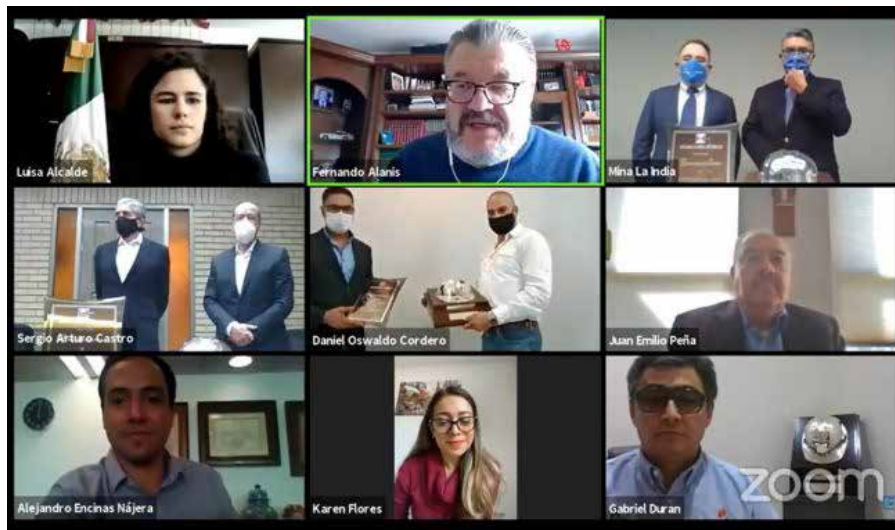 Luisa Alcalde
Fernando Alanis
Mina La India
Sergio Arturo Castro
Daniel Oswaldo Cordero
Juan Emilio Peña
Alejandro Encinas Nájera
Karen Flores
Gabriel Duran
zoom